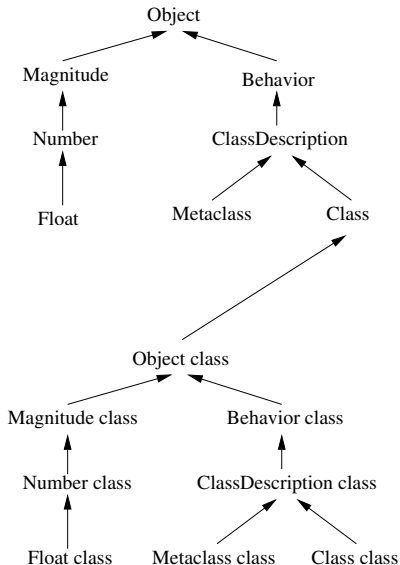 Object
Magnitude
Behavior
Number
ClassDescription
Float
Metaclass
Class
Object class
Magnitude class
Behavior class
Number class
ClassDescription class
Float class
Metaclass class
Class class